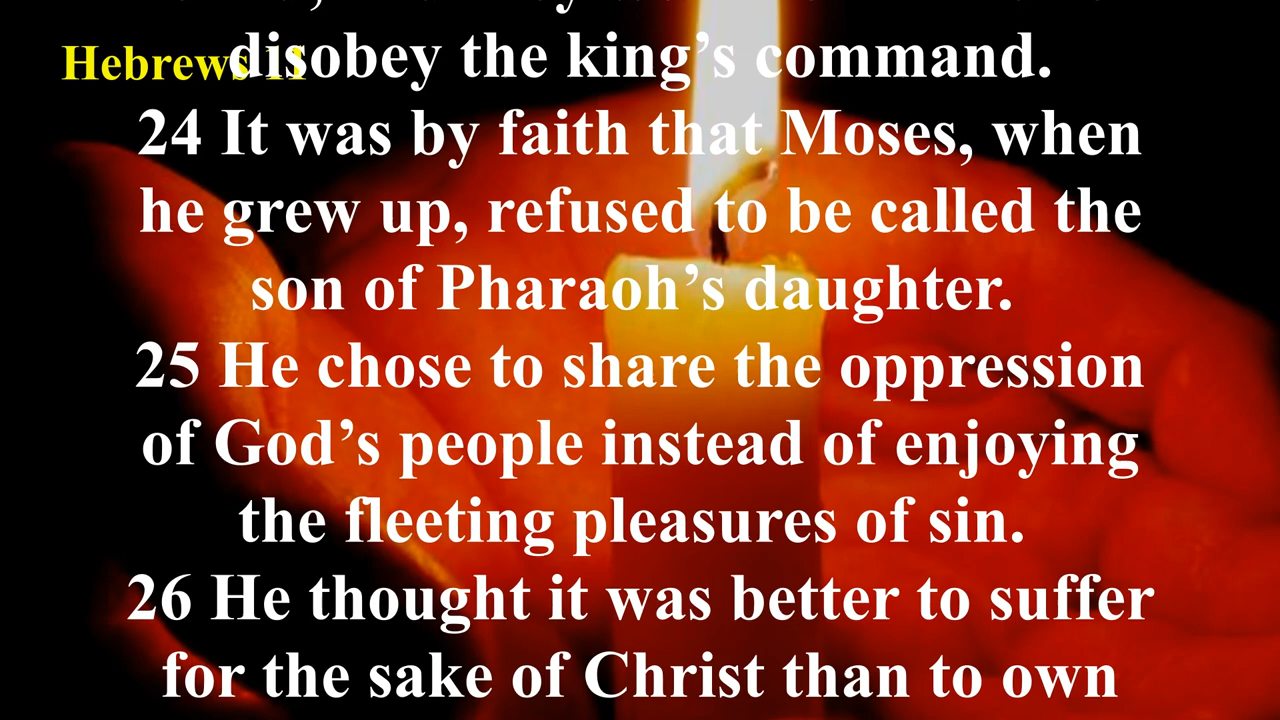 Hebrews 11
disobey the king’s command.
24 It was by faith that Moses, when
he grew up, refused to be called the
son of Pharaoh’s daughter.
25 He chose to share the oppression
of God’s people instead of enjoying
the fleeting pleasures of sin.
26 He thought it was better to suffer
for the sake of Christ than to own